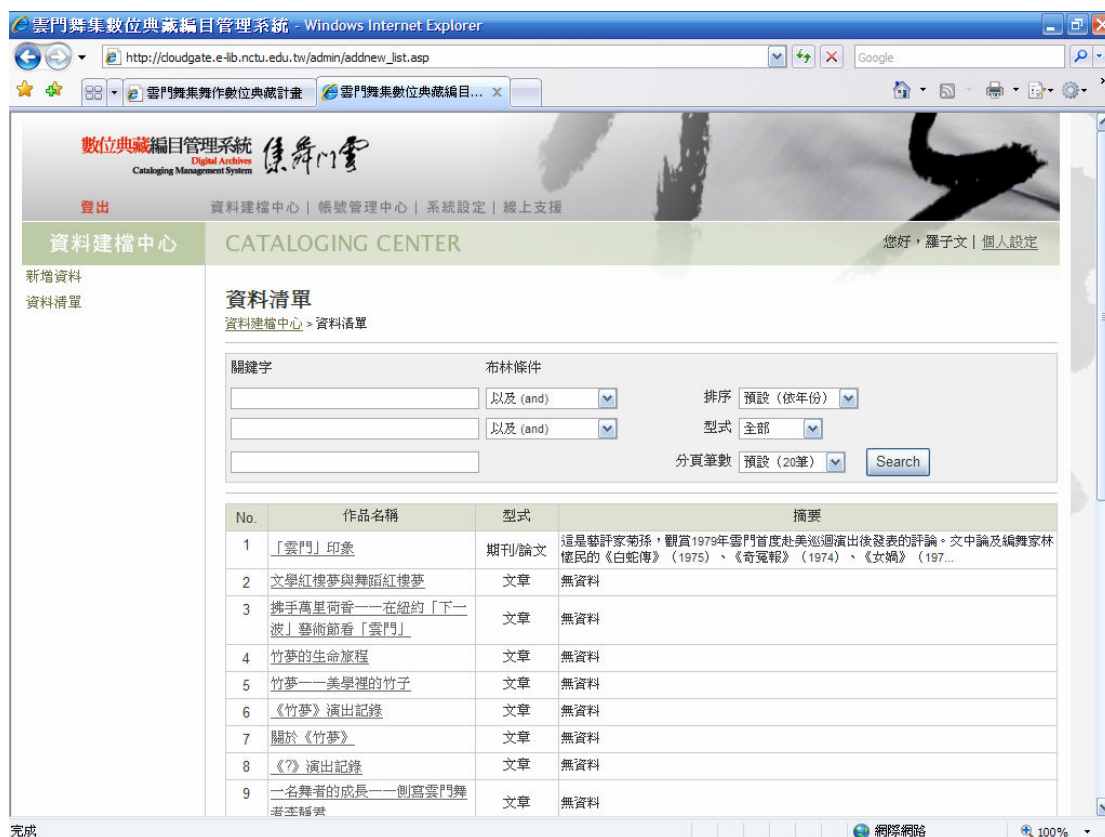 雲門舞集數位典藏編目管理系統 - Windows Internet Explorer
http://cloudgate.e-lib.nctu.edu.tw/admin/addnew_list.asp
Google
雲門舞集舞作數位典藏計畫
雲門舞集數位典藏編目...
數位典藏編目管理系統
Digital Archives
Cataloging Management System
集舞門雲
登出
資料建檔中心 | 帳號管理中心 | 系統設定 | 線上支援
資料建檔中心
CATALOGING CENTER
您好，羅子文 | 個人設定
新增資料
資料清單
資料清單
資料建檔中心 > 資料清單
關鍵字
布林條件
以及 (and)
排序 預設（依年份）
以及 (and)
型式 全部
分頁筆數 預設（20筆） Search
No. 作品名稱 型式 摘要
1 「雲門」印象 期刊/論文 這是藝評家菊孫，觀賞1979年雲門首度赴美巡迴演出後發表的評論。文中論及編舞家林
懷民的《白蛇傳》（1975）、《奇冤報》（1974）、《女媧》（197...
2 文學紅樓夢與舞蹈紅樓夢 文章 無資料
3 拂手萬里荷香——在紐約「下一
波」藝術節看「雲門」 文章 無資料
4 竹夢的生命旅程 文章 無資料
5 竹夢——美學裡的竹子 文章 無資料
6 《竹夢》演出記錄 文章 無資料
7 關於《竹夢》 文章 無資料
8 《?》演出記錄 文章 無資料
9 一名舞者的成長——側寫雲門舞
者李靜君 文章 無資料
完成
網際網路
100%